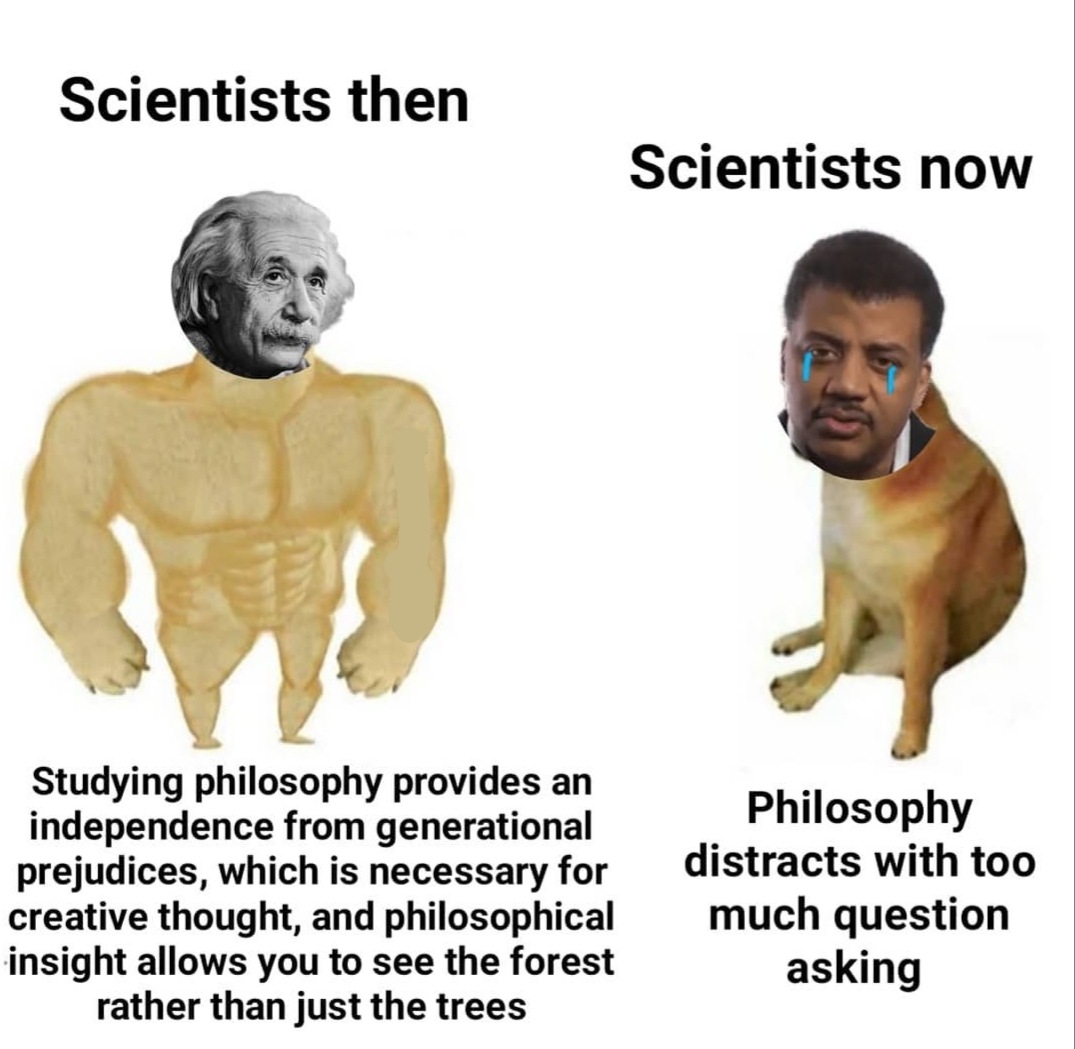 Scientists then
Scientists now
Studying philosophy provides an
independence from generational
prejudices, which is necessary for
creative thought, and philosophical
insight allows you to see the forest
rather than just the trees
Philosophy
distracts with too
much question
asking